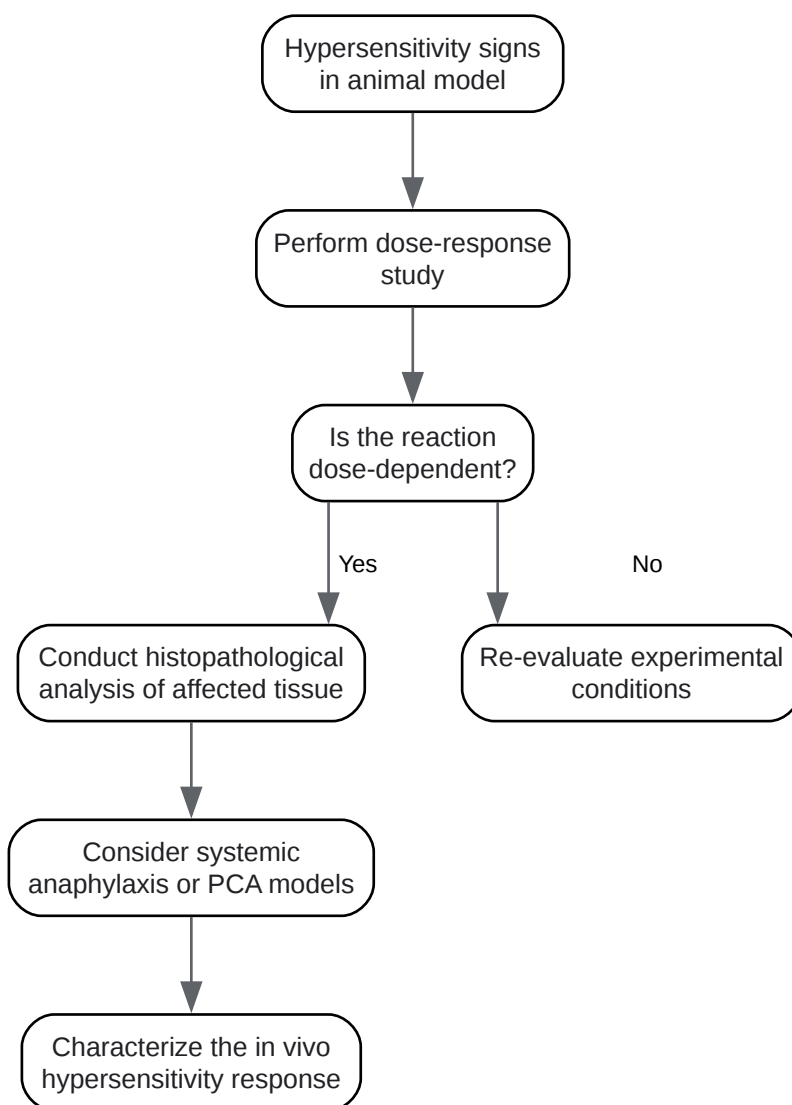 Hypersensitivity signs
in animal model
Perform dose-response
study
Is the reaction
dose-dependent?
Yes
No
Conduct histopathological
analysis of affected tissue
Re-evaluate experimental
conditions
Consider systemic
anaphylaxis or PCA models
Characterize the in vivo
hypersensitivity response